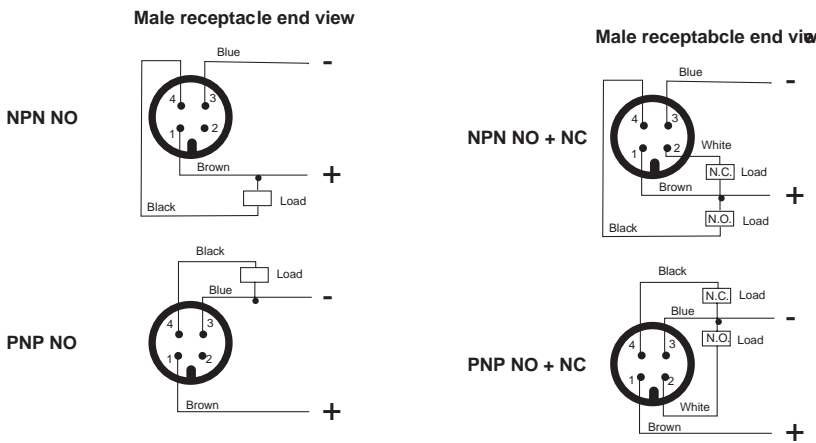 Male receptacle end view
Blue
-
4
3
NPN NO
1
2
Brown
+
Load
Black
Black
Load
Blue
-
4
3
PNP NO
1
2
Brown
+
Male receptabcle end view
Blue
-
4
3
White
NPN NO + NC
1
2
N.C.
Load
Brown
+
N.O.
Load
Black
Black
N.C.
Load
Blue
-
N.O.
Load
4
3
PNP NO + NC
1
2
White
Brown
+